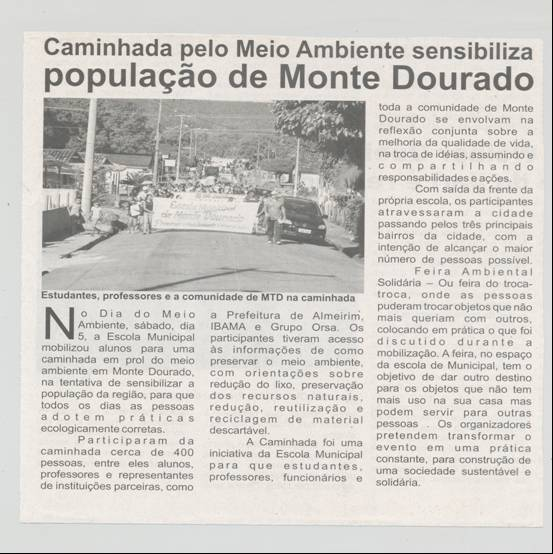 Caminhada pelo Meio Ambiente sensibiliza
população de Monte Dourado
Escola Municipal
de Monte Dourado
Estudantes, professores e a comunidade de MTD na caminhada
No Dia do Meio
Ambiente, sábado, dia
5, a Escola Municipal
mobilizou alunos para uma
caminhada em prol do meio
ambiente em Monte Dourado,
na tentativa de sensibilizar a
população da região, para que
todos os dias as pessoas
adotem práticas
ecologicamente corretas.
Participaram da
caminhada cerca de 400
pessoas, entre eles alunos,
professores e representantes
de instituições parceiras, como
a Prefeitura de Almeirim,
IBAMA e Grupo Orsa. Os
participantes tiveram acesso
às informações de como
preservar o meio ambiente,
com orientações sobre
redução do lixo, preservação
dos recursos naturais,
redução, reutilização e
reciclagem de material
descartável.
A Caminhada foi uma
iniciativa da Escola Municipal
para que estudantes,
professores, funcionários e
toda a comunidade de Monte
Dourado se envolvam na
reflexão conjunta sobre a
melhoria da qualidade de vida,
na troca de idéias, assumindo e
compartilhando
responsabilidades e ações.
Com saída da frente da
própria escola, os participantes
atravessaram a cidade
passando pelos três principais
bairros da cidade, com a
intenção de alcançar o maior
número de pessoas possível.
Feira Ambiental
Solidária – Ou feira do troca-
troca, onde as pessoas
puderam trocar objetos que não
mais queriam com outros,
colocando em prática o que foi
discutido durante a
mobilização. A feira, no espaço
da escola de Municipal, tem o
objetivo de dar outro destino
para os objetos que não tem
mais uso na sua casa mas
podem servir para outras
pessoas . Os organizadores
pretendem transformar o
evento em uma prática
constante, para construção de
uma sociedade sustentável e
solidária.